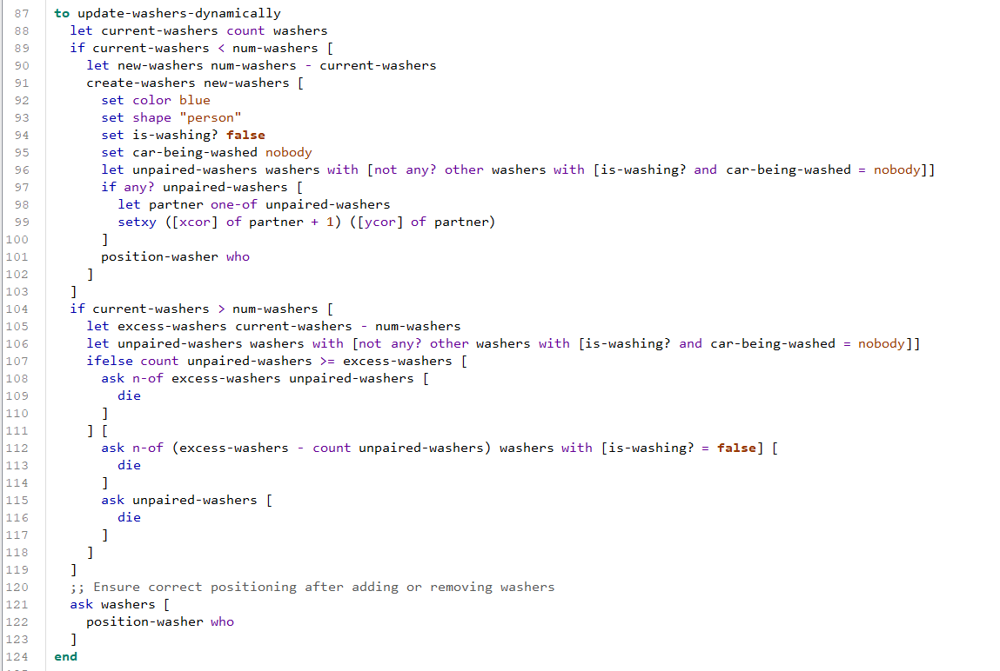 87 to update-washers-dynamically
88 let current-washers count washers
89 if current-washers < num-washers [
90 let new-washers num-washers - current-washers
91 create-washers new-washers [
92 set color blue
93 set shape "person"
94 set is-washing? false
95 set car-being-washed nobody
96 let unpaired-washers washers with [not any? other washers with [is-washing? and car-being-washed = nobody]]
97 if any? unpaired-washers [
98 let partner one-of unpaired-washers
99 setxy ([xcor] of partner + 1) ([ycor] of partner)
100 ]
101 position-washer who
102 ]
103 ]
104 if current-washers > num-washers [
105 let excess-washers current-washers - num-washers
106 let unpaired-washers washers with [not any? other washers with [is-washing? and car-being-washed = nobody]]
107 ifelse count unpaired-washers >= excess-washers [
108 ask n-of excess-washers unpaired-washers [
109 die
110 ]
111 ] [
112 ask n-of (excess-washers - count unpaired-washers) washers with [is-washing? = false] [
113 die
114 ]
115 ask unpaired-washers [
116 die
117 ]
118 ]
119 ]
120 ;; Ensure correct positioning after adding or removing washers
121 ask washers [
122 position-washer who
123 ]
124 end